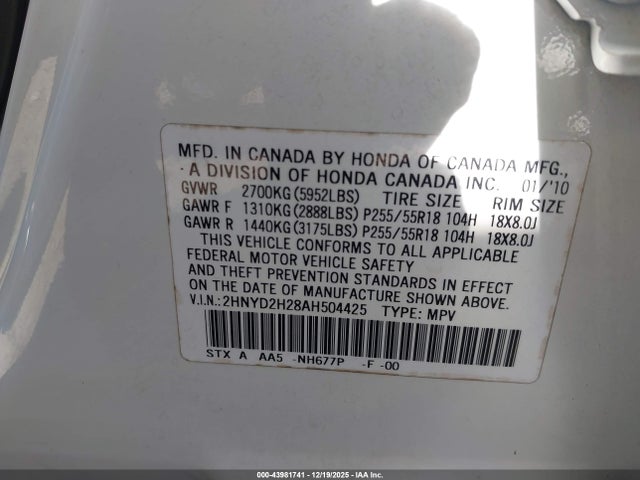 MFD. IN CANADA BY HONDA OF CANADA MFG.,
A DIVISION OF HONDA CANADA INC. 01/'10
GVWR 2700KG(5952LBS) TIRE SIZE RIM SIZE
GAWR F 1310KG(2888LBS) P255/55R18 104H 18X8.0J
GAWR R 1440KG(3175LBS) P255/55R18 104H 18X8.0J
THIS VEHICLE CONFORMS TO ALL APPLICABLE
FEDERAL MOTOR VEHICLE SAFETY
AND THEFT PREVENTION STANDARDS IN EFFECT
ON THE DATE OF MANUFACTURE SHOWN ABOVE.
V.I.N.:2HNYD2H28AH504425 TYPE: MPV
STX A AA5 -NH677P -F -00
000-43981741 - 12/19/2025 - IAAI.COM